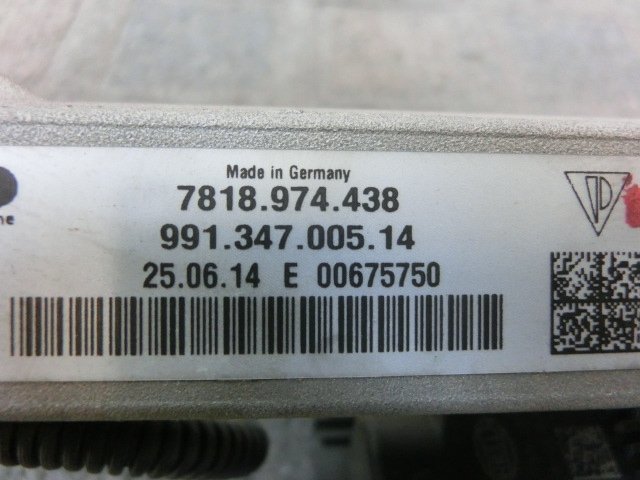 Made in Germany
7818.974.438
991.347.005.14
25.06.14 E 00675750